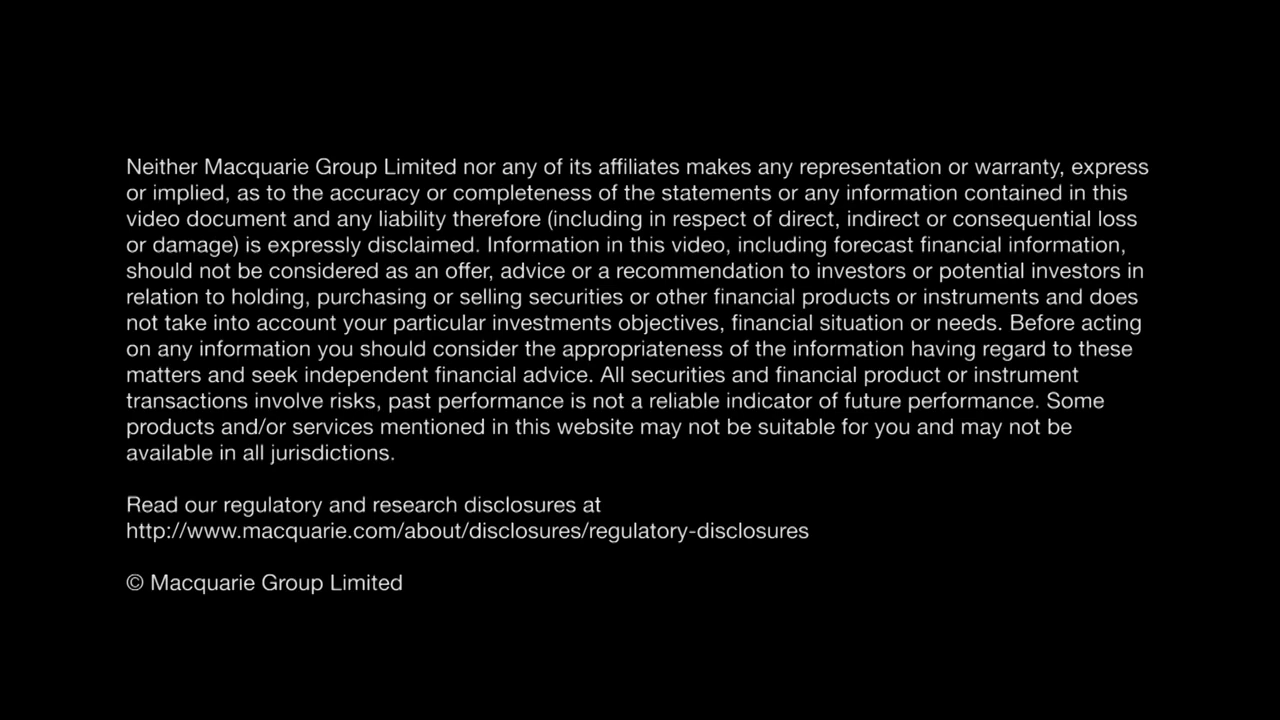 Neither Macquarie Group Limited nor any of its affiliates makes any representation or warranty, express
or implied, as to the accuracy or completeness of the statements or any information contained in this
video document and any liability therefore (including in respect of direct, indirect or consequential loss
or damage) is expressly disclaimed. Information in this video, including forecast financial information,
should not be considered as an offer, advice or a recommendation to investors or potential investors in
relation to holding, purchasing or selling securities or other financial products or instruments and does
not take into account your particular investments objectives, financial situation or needs. Before acting
on any information you should consider the appropriateness of the information having regard to these
matters and seek independent financial advice. All securities and financial product or instrument
transactions involve risks, past performance is not a reliable indicator of future performance. Some
products and/or services mentioned in this website may not be suitable for you and may not be
available in all jurisdictions.
Read our regulatory and research disclosures at
http://www.macquarie.com/about/disclosures/regulatory-disclosures
© Macquarie Group Limited